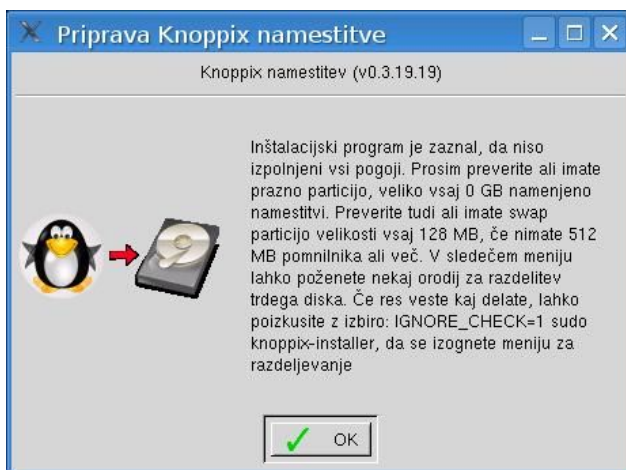 Priprava Knoppix namestitve
Knoppix namestitev (v0.3.19.19)
Inštalacijski program je zaznal, da niso
izpolnjeni vsi pogoji. Prosim preverite ali imate
prazno particijo, veliko vsaj 0 GB namenjeno
namestitvi. Preverite tudi ali imate swap
particijo velikosti vsaj 128 MB, če nimate 512
MB pomnilnika ali več. V sledečem meniju
lahko poženete nekaj orodij za razdelitev
trdega diska. Če res veste kaj delate, lahko
poizkusite z izbiro: IGNORE_CHECK=1 sudo
knoppix-installer, da se izognete meniju za
razdeljevanje
OK